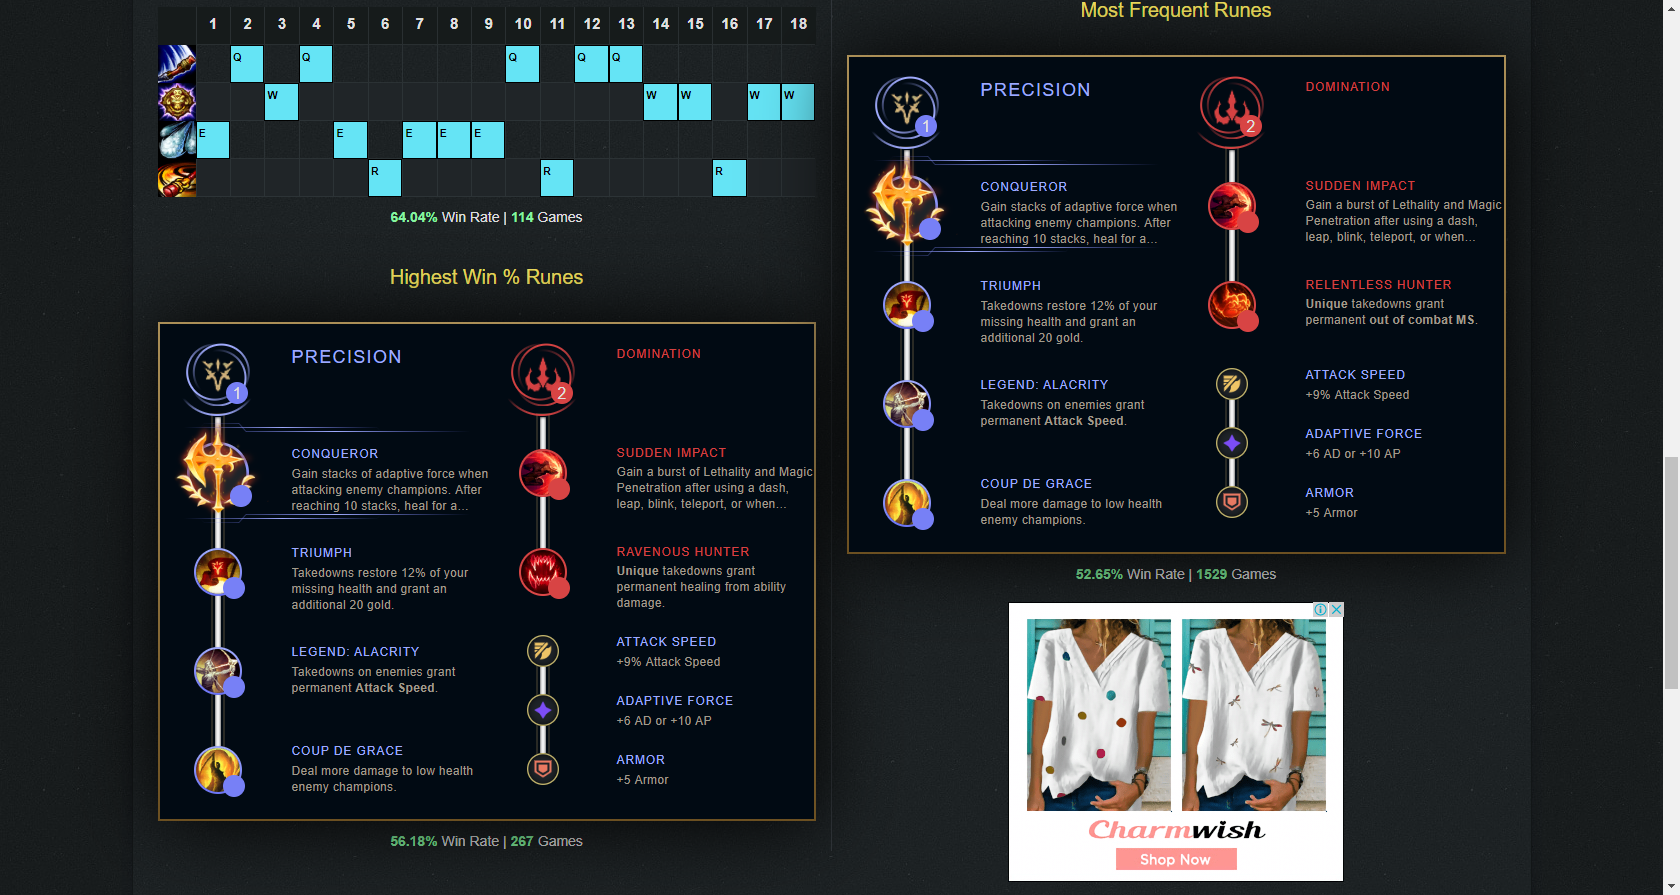 1 2 3 4 5 6 7 8 9 10 11 12 13 14 15 16 17 18
Q Q Q Q Q
W W W W W
E E E E E
R R R
64.04% Win Rate | 114 Games
Highest Win % Runes
PRECISION
1
CONQUEROR
Gain stacks of adaptive force when
attacking enemy champions. After
reaching 10 stacks, heal for a...
TRIUMPH
Takedowns restore 12% of your
missing health and grant an
additional 20 gold.
LEGEND: ALACRITY
Takedowns on enemies grant
permanent Attack Speed.
COUP DE GRACE
Deal more damage to low health
enemy champions.
DOMINATION
2
SUDDEN IMPACT
Gain a burst of Lethality and Magic
Penetration after using a dash,
leap, blink, teleport, or when...
RAVENOUS HUNTER
Unique takedowns grant
permanent healing from ability
damage.
ATTACK SPEED
+9% Attack Speed
ADAPTIVE FORCE
+6 AD or +10 AP
ARMOR
+5 Armor
56.18% Win Rate | 267 Games
Most Frequent Runes
PRECISION
1
CONQUEROR
Gain stacks of adaptive force when
attacking enemy champions. After
reaching 10 stacks, heal for a...
TRIUMPH
Takedowns restore 12% of your
missing health and grant an
additional 20 gold.
LEGEND: ALACRITY
Takedowns on enemies grant
permanent Attack Speed.
COUP DE GRACE
Deal more damage to low health
enemy champions.
DOMINATION
2
SUDDEN IMPACT
Gain a burst of Lethality and Magic
Penetration after using a dash,
leap, blink, teleport, or when...
RELENTLESS HUNTER
Unique takedowns grant
permanent out of combat MS.
ATTACK SPEED
+9% Attack Speed
ADAPTIVE FORCE
+6 AD or +10 AP
ARMOR
+5 Armor
52.65% Win Rate | 1529 Games
Charmwish
Shop Now